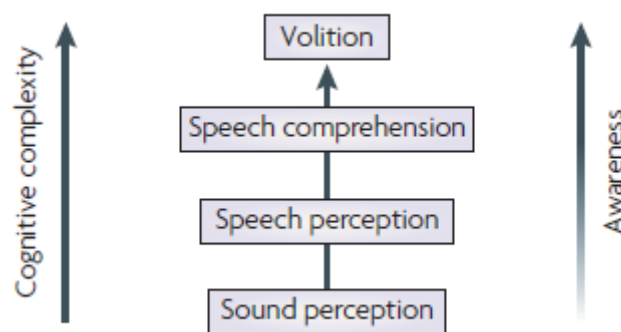 Volition
Speech comprehension
Speech perception
Sound perception
Cognitive complexity
Awareness